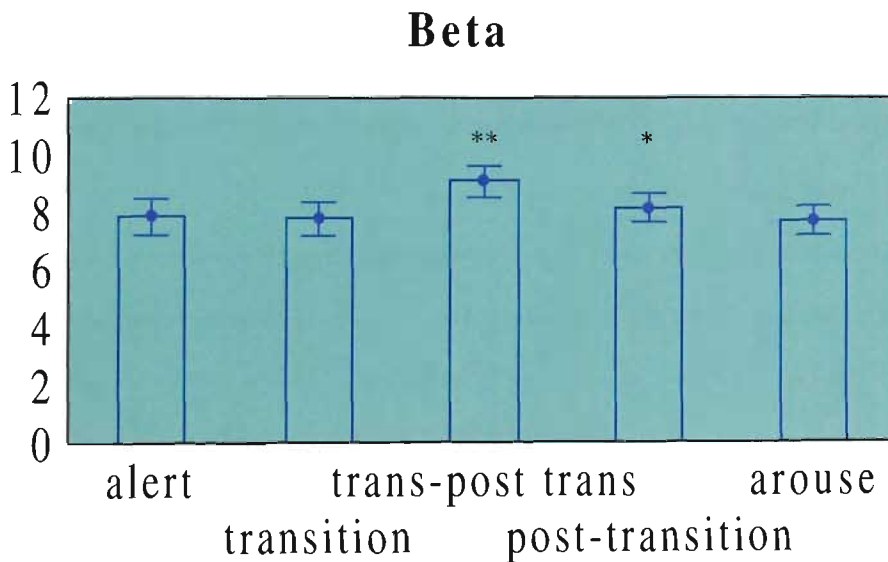 Beta
12
10
8
6
4
2
0
** *
alert trans-post trans arouse
transition post-transition